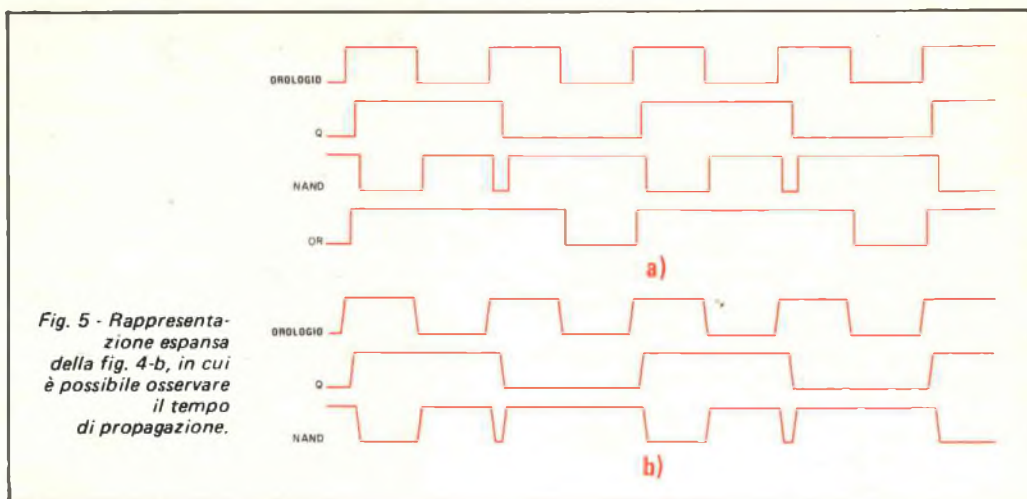 OROLOGIO
Q
NAND
OR
a)
Fig. 5 - Rappresenta-
zione espansa
della fig. 4-b, in cui
è possibile osservare
il tempo
di propagazione.
OROLOGIO
Q
NAND
b)